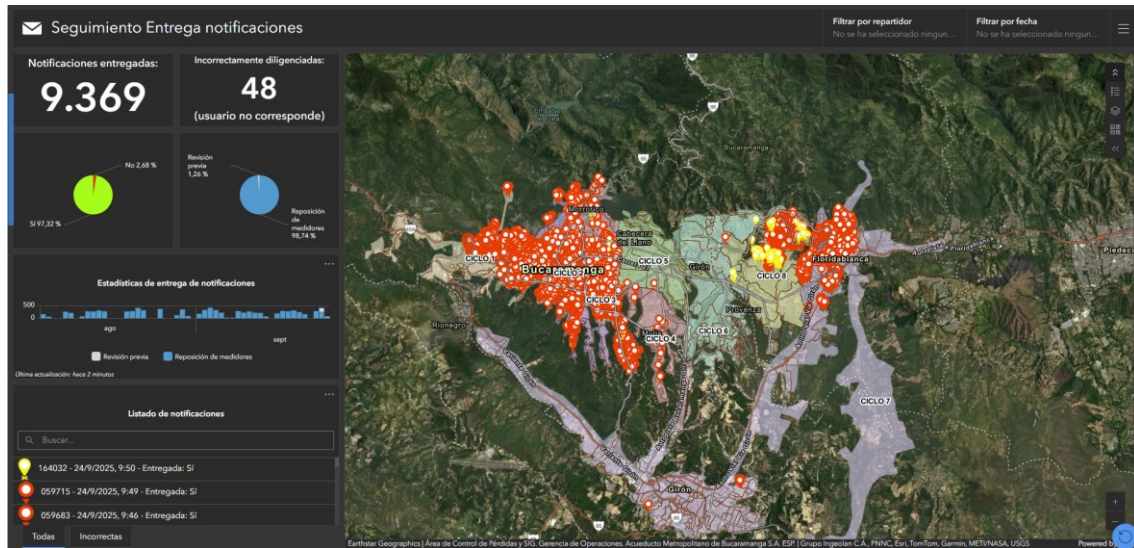 Seguimiento Entrega notificaciones
Filtrar por repartidor
No se ha seleccionado ningun...
Filtrar por fecha
No se ha seleccionado ningun...
Notificaciones entregadas:
9.369
Incorrectamente diligenciadas:
48
(usuario no corresponde)
No 2,68 %
SI 97,32 %
Revisión
previa
1,26 %
Reposición
de
medidores
98,74 %
Estadísticas de entrega de notificaciones
500
0
ago
sept
Revisión previa
Reposición de medidores
Última actualización: hace 2 minutos
Listado de notificaciones
Buscar...
164032 - 24/9/2025, 9:50 - Entregada: Sí
059715 - 24/9/2025, 9:49 - Entregada: Sí
059683 - 24/9/2025, 9:46 - Entregada: Sí
Todas
Incorrectas
Bucaramanga
Morrorico
Cabecera
del Llano
CICLO 1
Bucaramanga
CICLO 3
CICLO 4
CICLO 5
Girón
CICLO 6
Provenza
CICLO 8
Floridablanca
CICLO 7
Rionegro
Girón
Earthstar Geographics | Área de Control de Pérdidas y SIG. Gerencia de Operaciones. Acueducto Metropolitano de Bucaramanga S.A. ESP. | Grupo Ingeolan C.A., PNNC, Esri, TomTom, Garmin, METI/NASA, USGS
Powered by